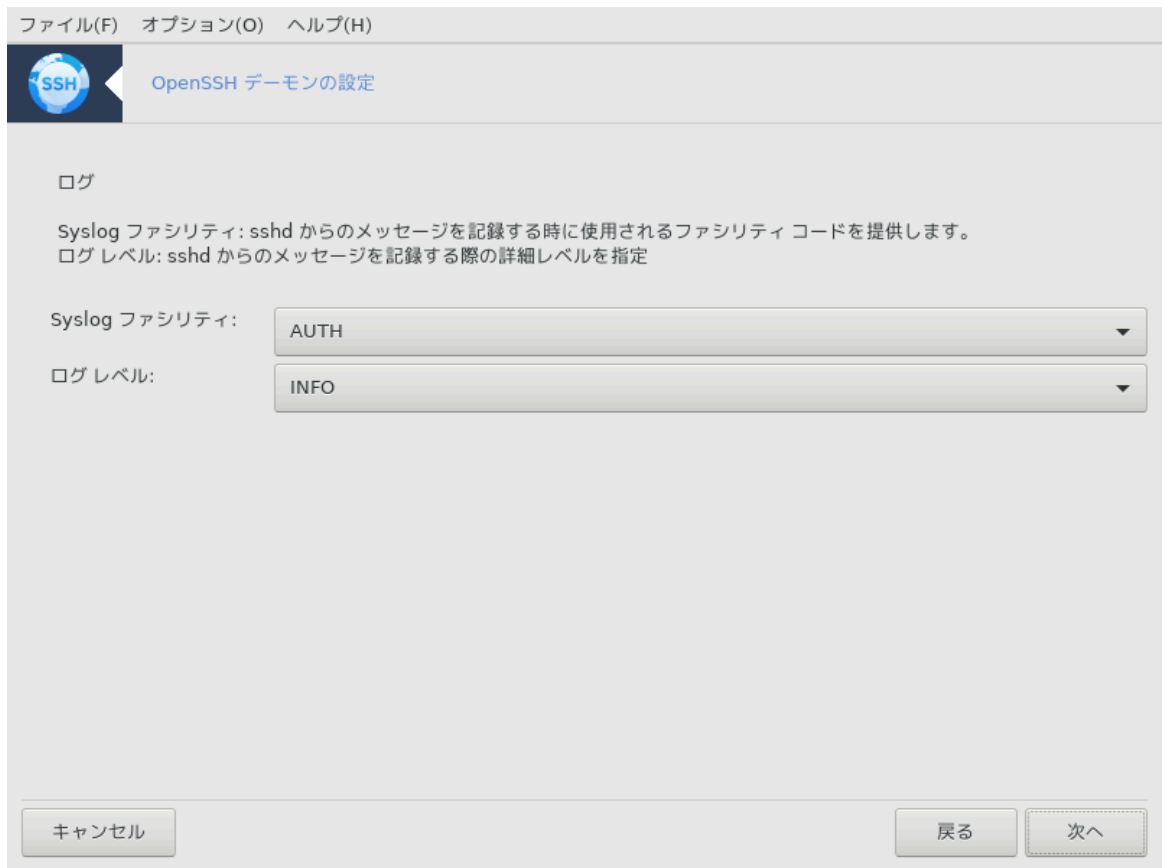 ファイル(F) オプション(O) ヘルプ(H)
SSH
OpenSSH デーモンの設定
ログ
Syslog ファシリティ: sshd からのメッセージを記録する時に使用されるファシリティ コードを提供します。
ログ レベル: sshd からのメッセージを記録する際の詳細レベルを指定
Syslog ファシリティ: AUTH
ログ レベル: INFO
キャンセル 戻る 次へ